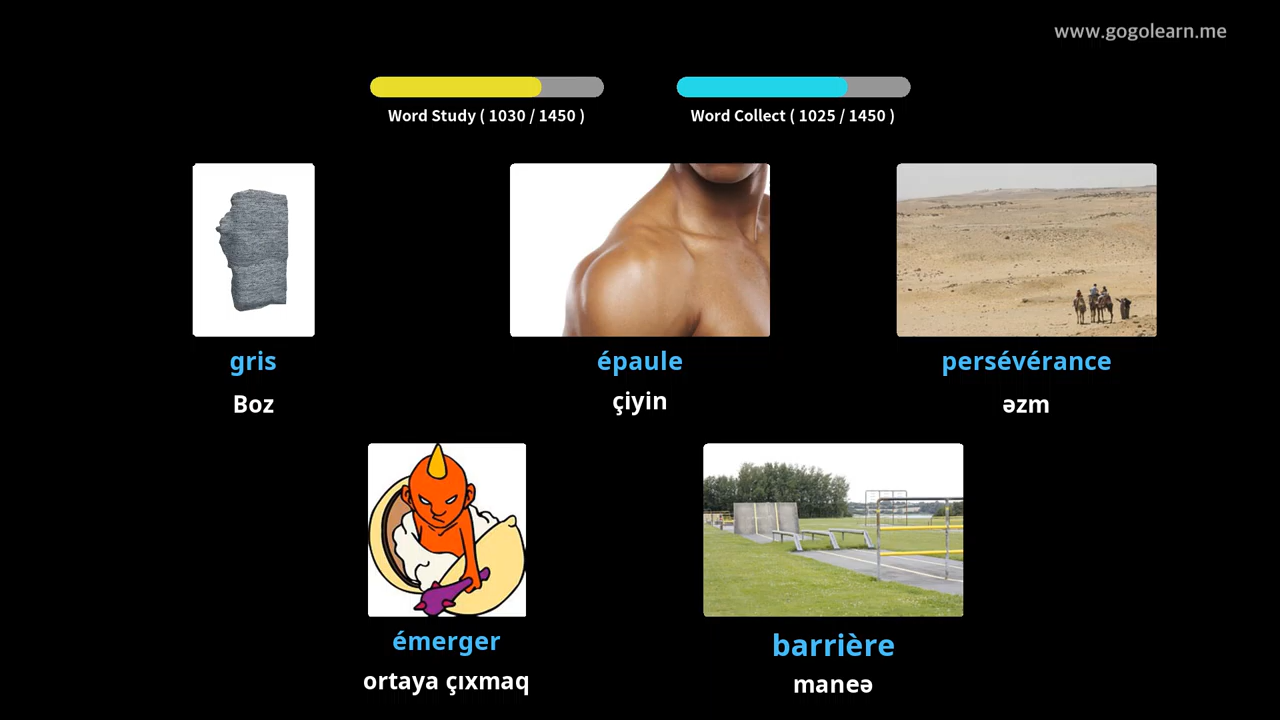 www.gogolearn.me
Word Study ( 1030 / 1450 )
Word Collect ( 1025 / 1450 )
gris
épaule
persévérance
Boz
çiyin
əzm
émerger
barrière
ortaya çıxmaq
maneə